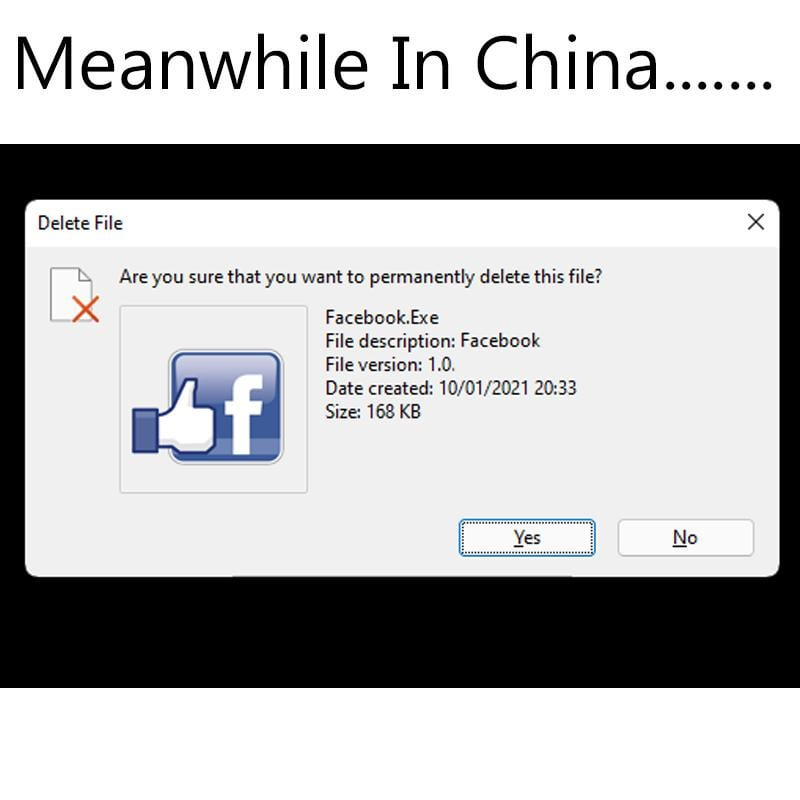 Meanwhile In China.......
Delete File
Are you sure that you want to permanently delete this file?
Facebook.Exe
File description: Facebook
File version: 1.0.
Date created: 10/01/2021 20:33
Size: 168 KB
f
Yes
No